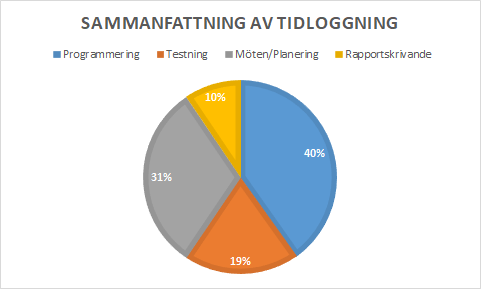 SAMMANFATTNING AV TIDLOGGNING
Programmering Testning Möten/Planering Rapportskrivande
10%
40%
31%
19%